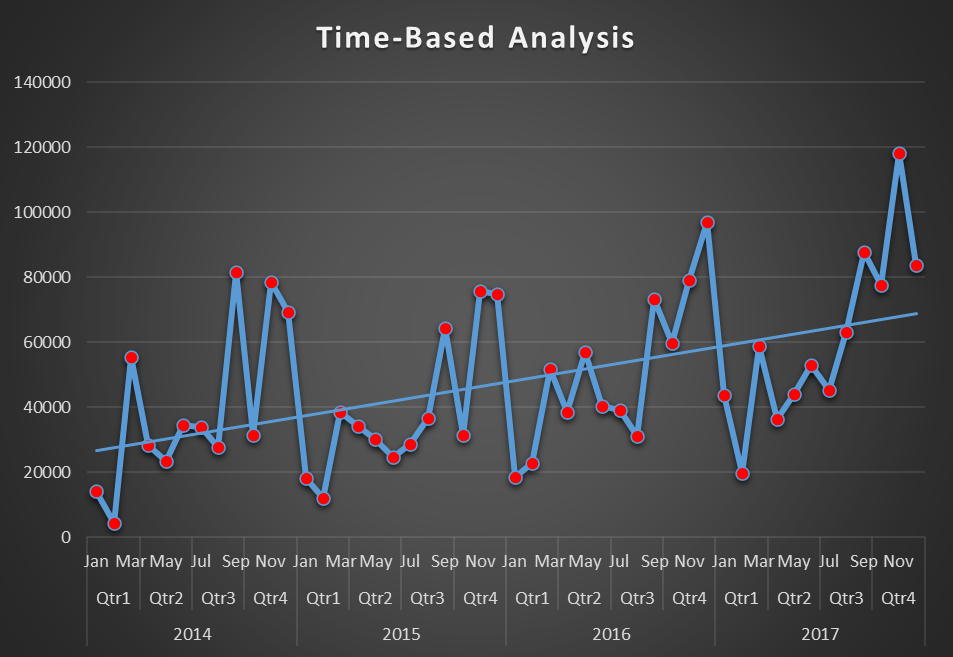 Time-Based Analysis
140000
120000
100000
80000
60000
40000
20000
0
Jan Mar May Jul Sep Nov Jan Mar May Jul Sep Nov Jan Mar May Jul Sep Nov Jan Mar May Jul Sep Nov
Qtr1 Qtr2 Qtr3 Qtr4 Qtr1 Qtr2 Qtr3 Qtr4 Qtr1 Qtr2 Qtr3 Qtr4 Qtr1 Qtr2 Qtr3 Qtr4
2014 2015 2016 2017